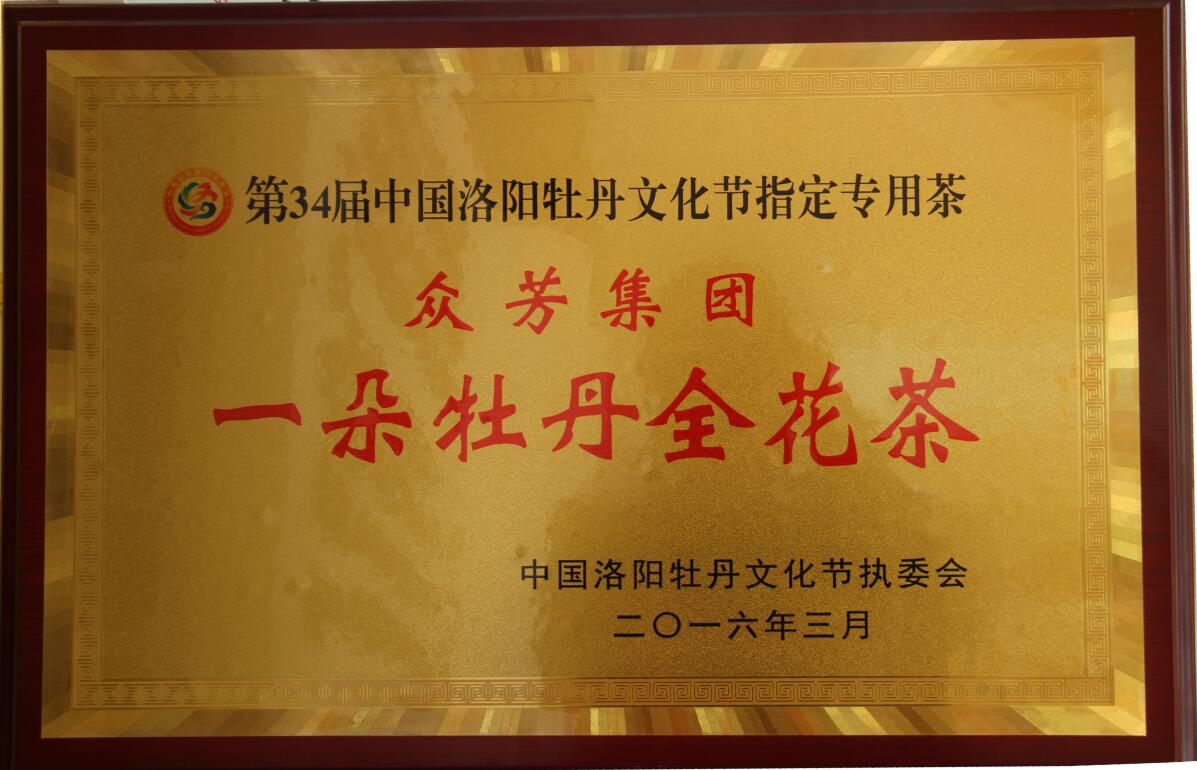 第34届中国洛阳牡丹文化节指定专用茶
众芳集团
一朵牡丹全花茶
中国洛阳牡丹文化节执委会
二〇一六年三月